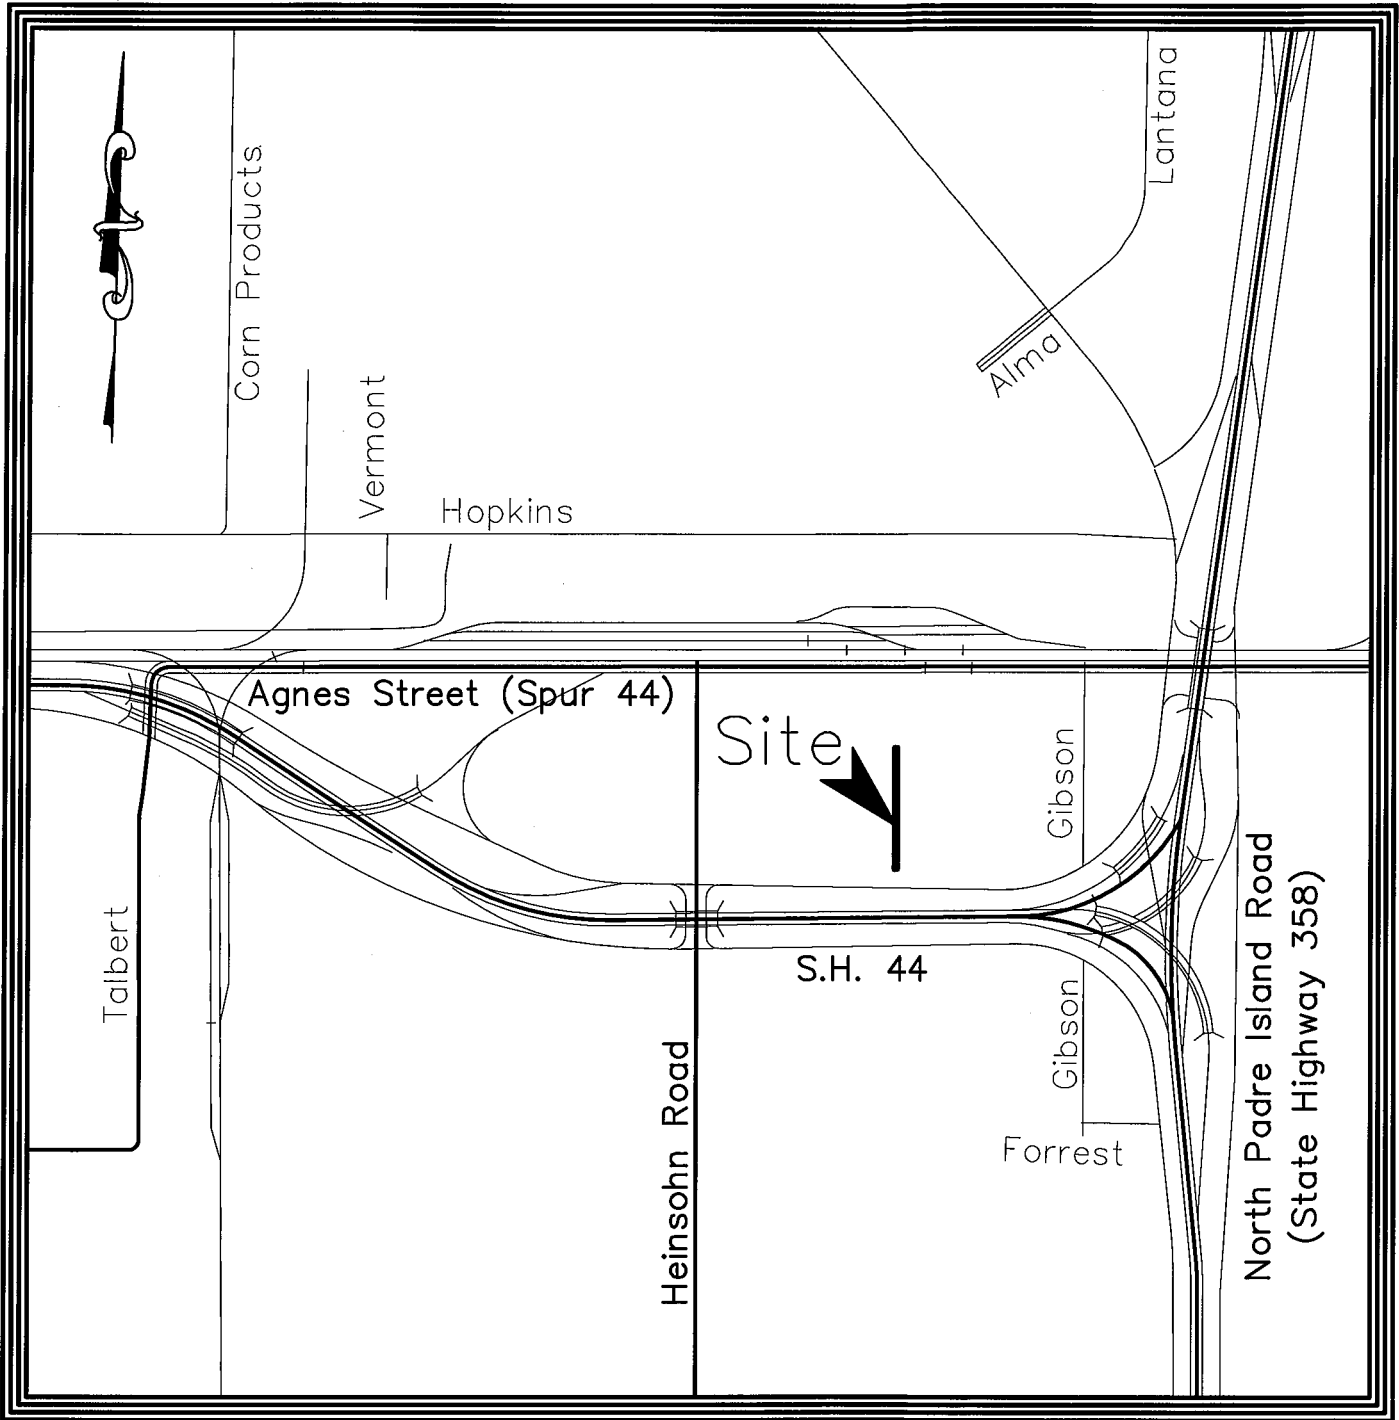 Lantana
Corn Products
Alma
Vermont
Hopkins
Agnes Street (Spur 44)
Site
Gibson
Talbert
S.H. 44
North Padre Island Road
(State Highway 358)
Gibson
Heinsohn Road
Forrest